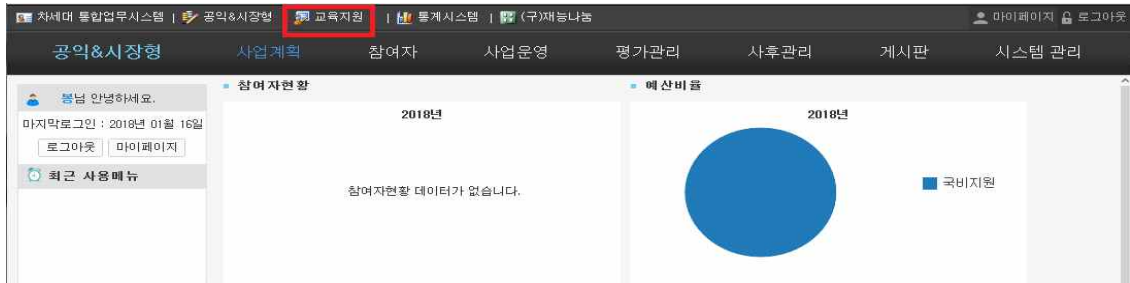 차세대 통합업무시스템 | 공익&시장형 교육지원 | 통계시스템 | (구)재능나눔 마이페이지 로그아웃
공익&시장형 사업계획 참여자 사업운영 평가관리 사후관리 게시판 시스템 관리
봉님 안녕하세요.
마지막로그인 : 2018년 01월 16일
로그아웃 마이페이지
최근 사용메뉴
참여자현황
2018년
참여자현황 데이터가 없습니다.
예산비율
2018년
국비지원